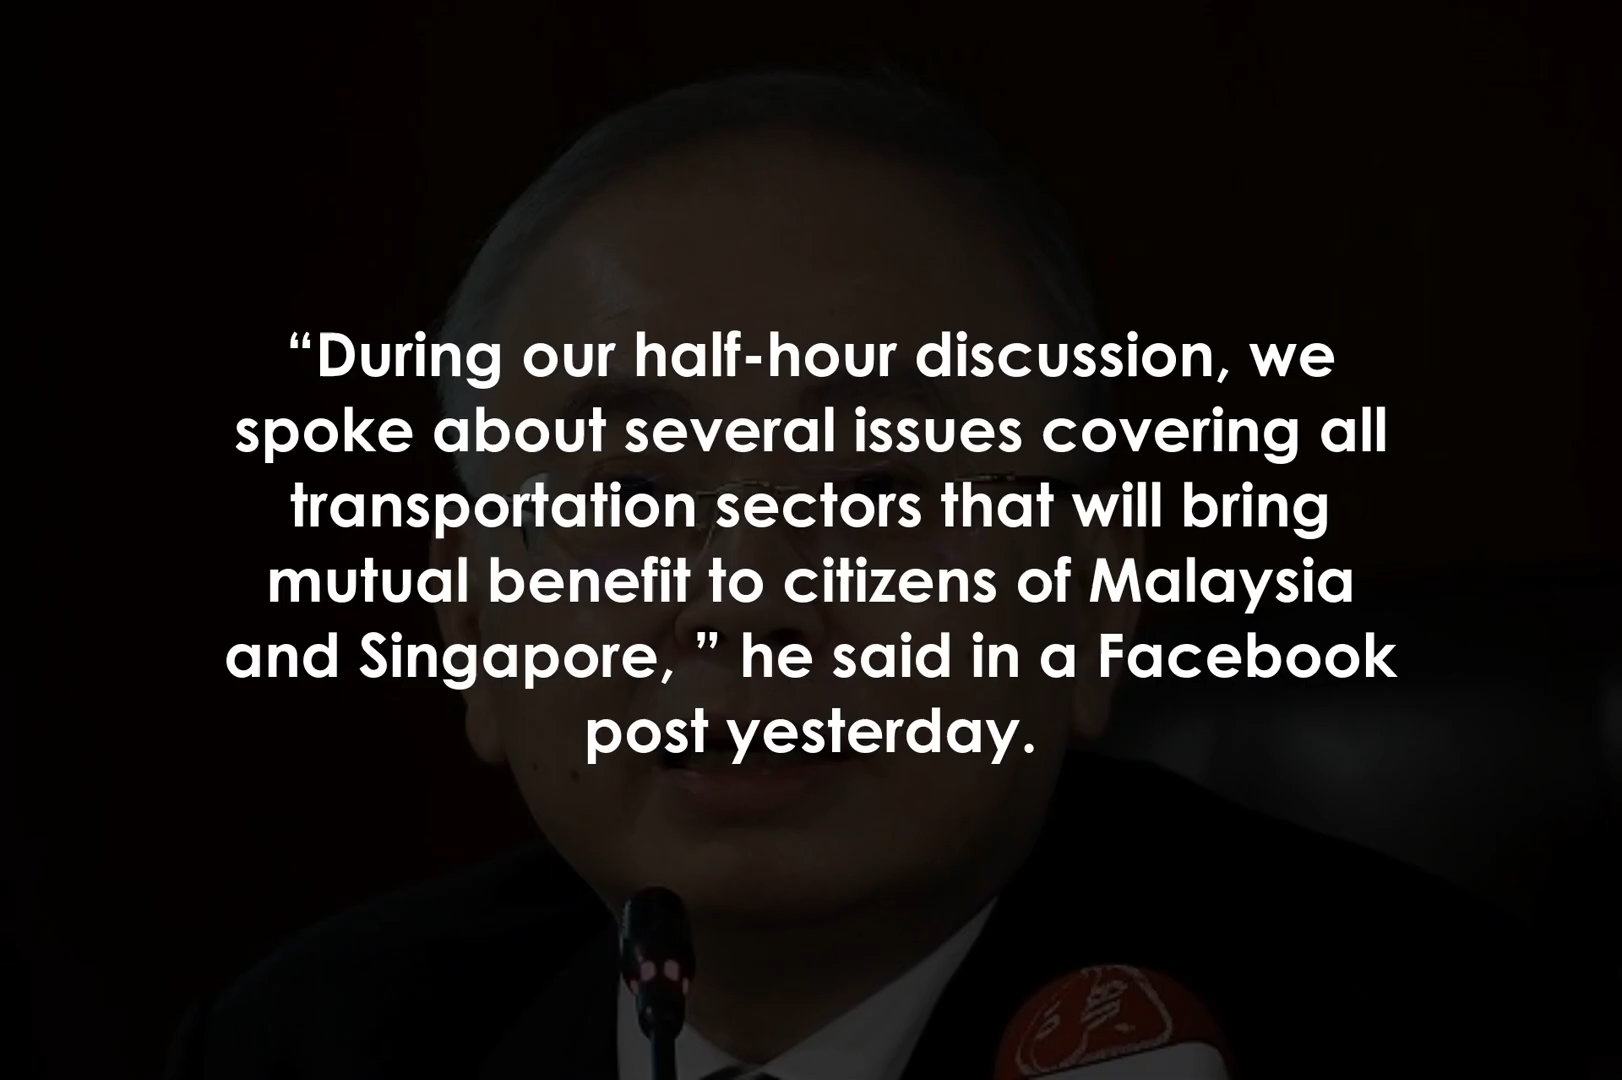 “During our half-hour discussion, we
spoke about several issues covering all
transportation sectors that will bring
mutual benefit to citizens of Malaysia
and Singapore, ” he said in a Facebook
post yesterday.